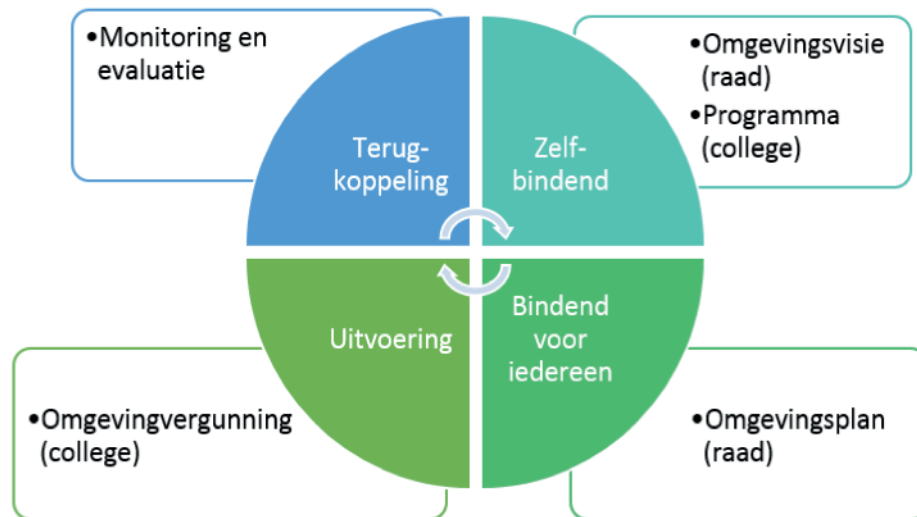 •Monitoring en
evaluatie
•Omgevingsvisie
(raad)
•Programma
(college)
Terug-
koppeling
Zelf-
bindend
Uitvoering
Bindend
voor
iedereen
•Omgevingvergunning
(college)
•Omgevingsplan
(raad)